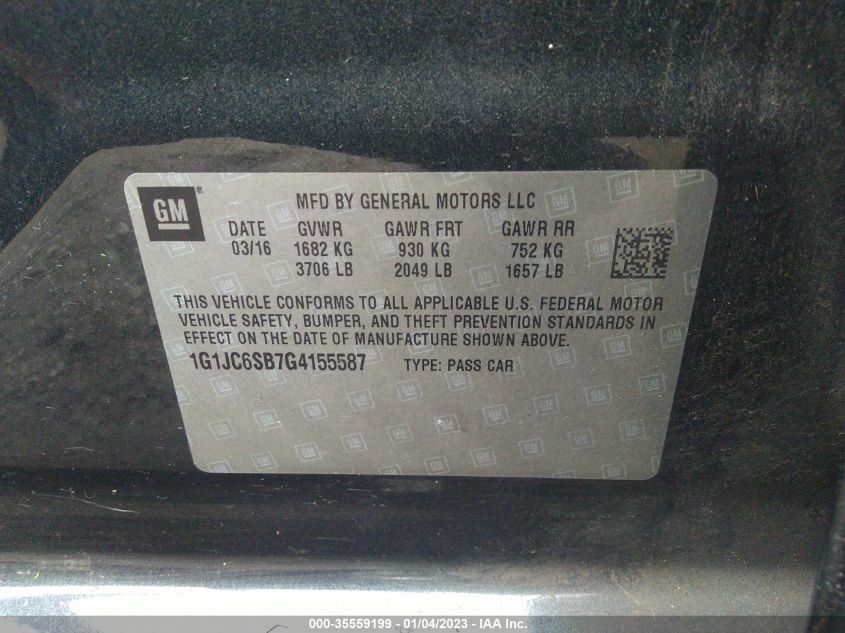 GM ®
MFD BY GENERAL MOTORS LLC
DATE GVWR GAWR FRT GAWR RR
03/16 1682 KG 930 KG 752 KG
3706 LB 2049 LB 1657 LB
THIS VEHICLE CONFORMS TO ALL APPLICABLE U.S. FEDERAL MOTOR
VEHICLE SAFETY, BUMPER, AND THEFT PREVENTION STANDARDS IN
EFFECT ON THE DATE OF MANUFACTURE SHOWN ABOVE.
1G1JC6SB7G4155587 TYPE: PASS CAR
000-35559199 - 01/04/2023 - © IAA Inc.